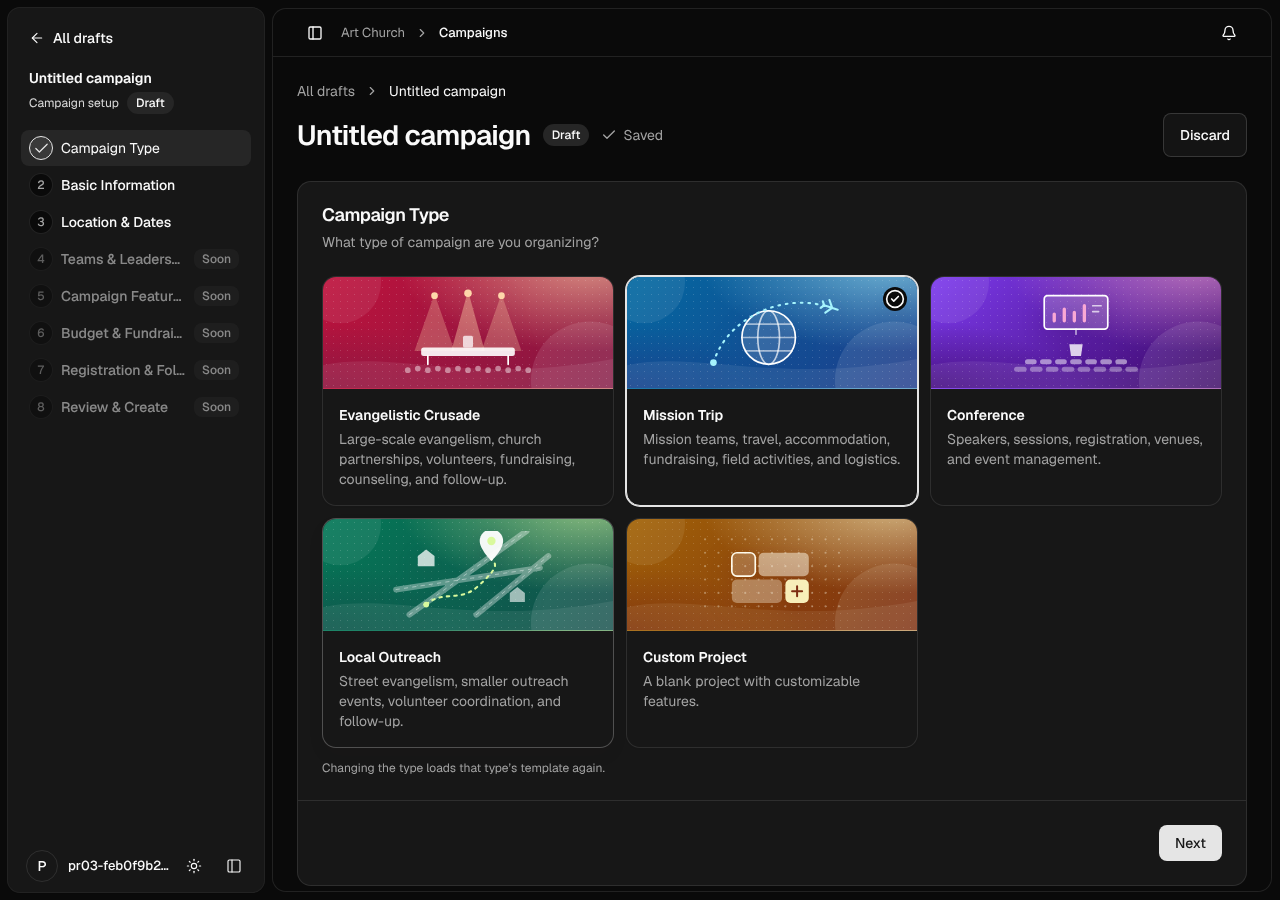 All drafts
Untitled campaign
Campaign setup Draft
Campaign Type
2 Basic Information
3 Location & Dates
4 Teams & Leaders... Soon
5 Campaign Featur... Soon
6 Budget & Fundrai... Soon
7 Registration & Fol... Soon
8 Review & Create Soon
P pr03-feb0f9b2...
Art Church > Campaigns
All drafts > Untitled campaign
Untitled campaign Draft Saved
Discard
Campaign Type
What type of campaign are you organizing?
Evangelistic Crusade
Large-scale evangelism, church
partnerships, volunteers, fundraising,
counseling, and follow-up.
Mission Trip
Mission teams, travel, accommodation,
fundraising, field activities, and logistics.
Conference
Speakers, sessions, registration, venues,
and event management.
Local Outreach
Street evangelism, smaller outreach
events, volunteer coordination, and
follow-up.
Custom Project
A blank project with customizable
features.
Changing the type loads that type's template again.
Next